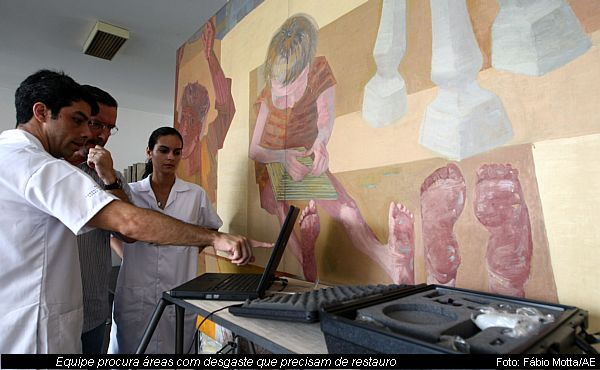 Equipe procura áreas com desgaste que precisam de restauro
Foto: Fábio Motta/AE